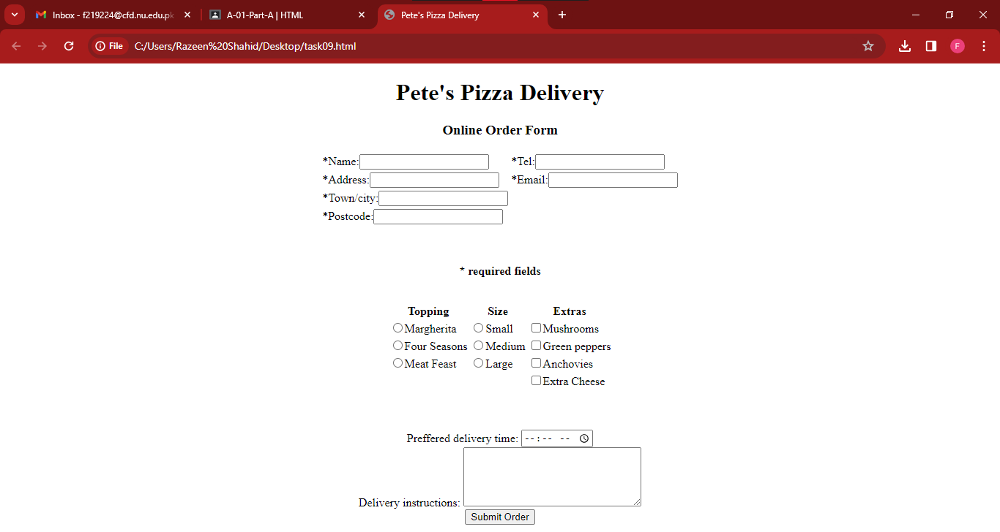 Inbox - f219224@cfd.nu.edu.pk
A-01-Part-A | HTML
Pete's Pizza Delivery
File C:/Users/Razeen%20Shahid/Desktop/task09.html
F
Pete's Pizza Delivery
Online Order Form
*Name: *Tel:
*Address: *Email:
*Town/city:
*Postcode:
* required fields
Topping Size Extras
Margherita Small Mushrooms
Four Seasons Medium Green peppers
Meat Feast Large Anchovies
Extra Cheese
Preffered delivery time: --:-- --
Delivery instructions:
Submit Order